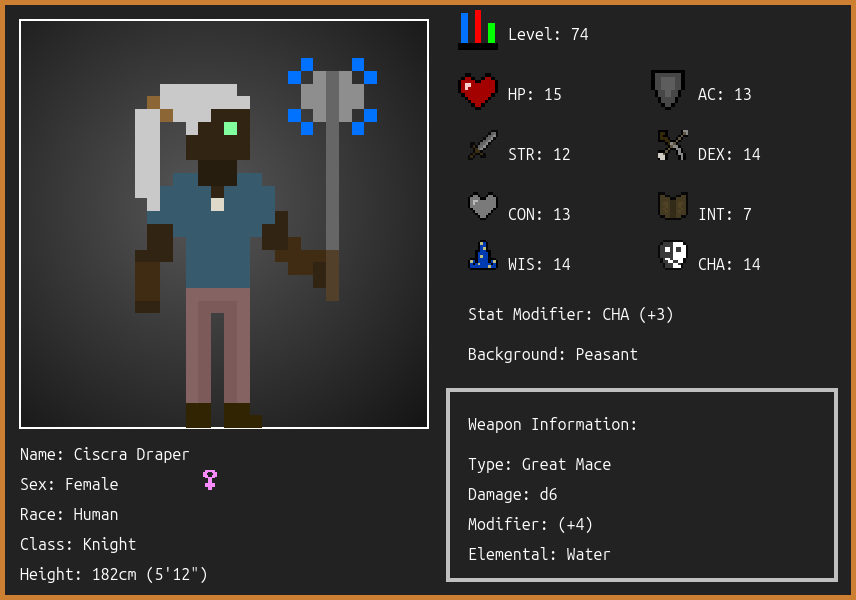 Level: 74
HP: 15
AC: 13
STR: 12
DEX: 14
CON: 13
INT: 7
WIS: 14
CHA: 14
Stat Modifier: CHA (+3)
Background: Peasant
Weapon Information:
Type: Great Mace
Damage: d6
Modifier: (+4)
Elemental: Water
Name: Ciscra Draper
Sex: Female
Race: Human
Class: Knight
Height: 182cm (5'12")